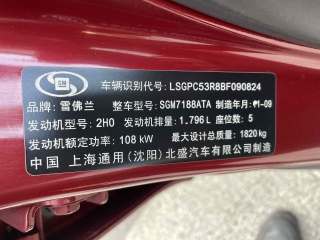 GM
车辆识别代号: LSGPC53R8BF090824
品牌: 雪佛兰 整车型号: SGM7188ATA 制造年月: 11-09
发动机型号: 2H0 发动机排量: 1.796L 座位数: 5
发动机额定功率: 108 kW 最大设计总质量: 1820kg
中国 上海通用(沈阳)北盛汽车有限公司制造